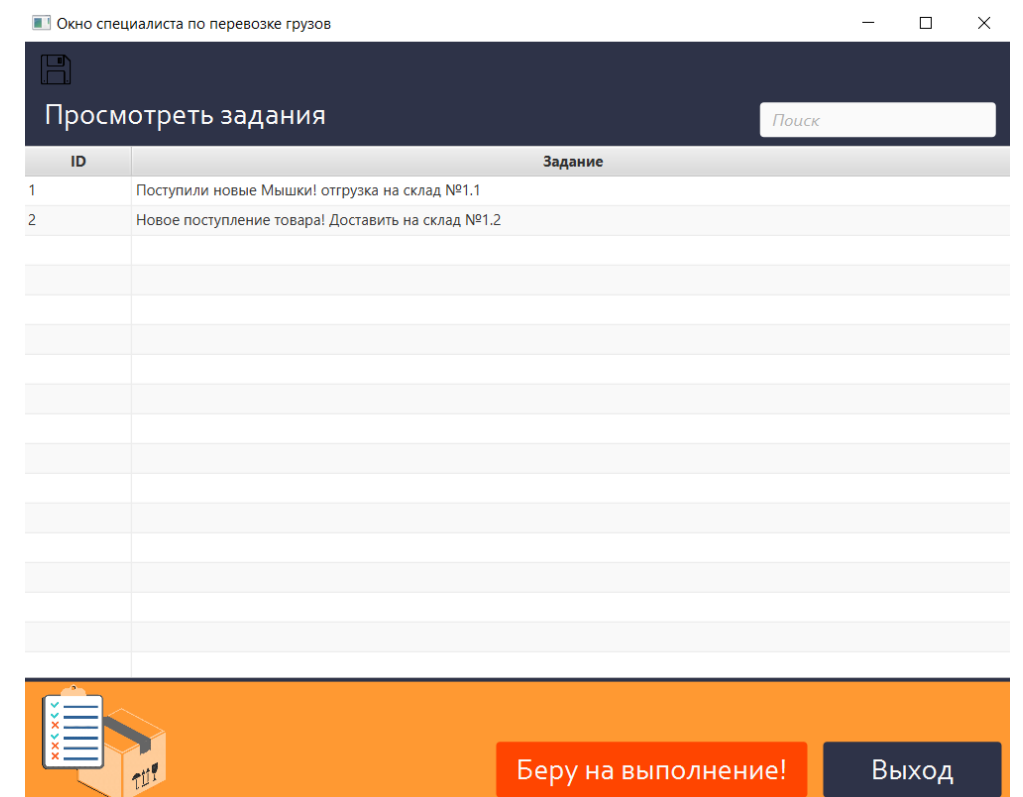 Окно специалиста по перевозке грузов
Просмотреть задания
Поиск
ID Задание
1 Поступили новые Мышки! отгрузка на склад №1.1
2 Новое поступление товара! Доставить на склад №1.2
Беру на выполнение! Выход